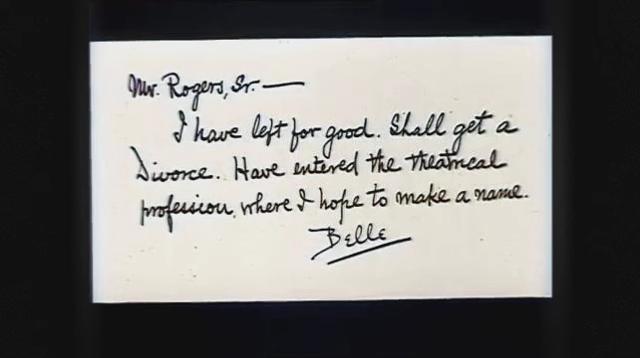 Mr. Rogers, Sr. —
I have left for good. Shall get a
Divorce. Have entered the theatrical
profession, where I hope to make a name.
Belle